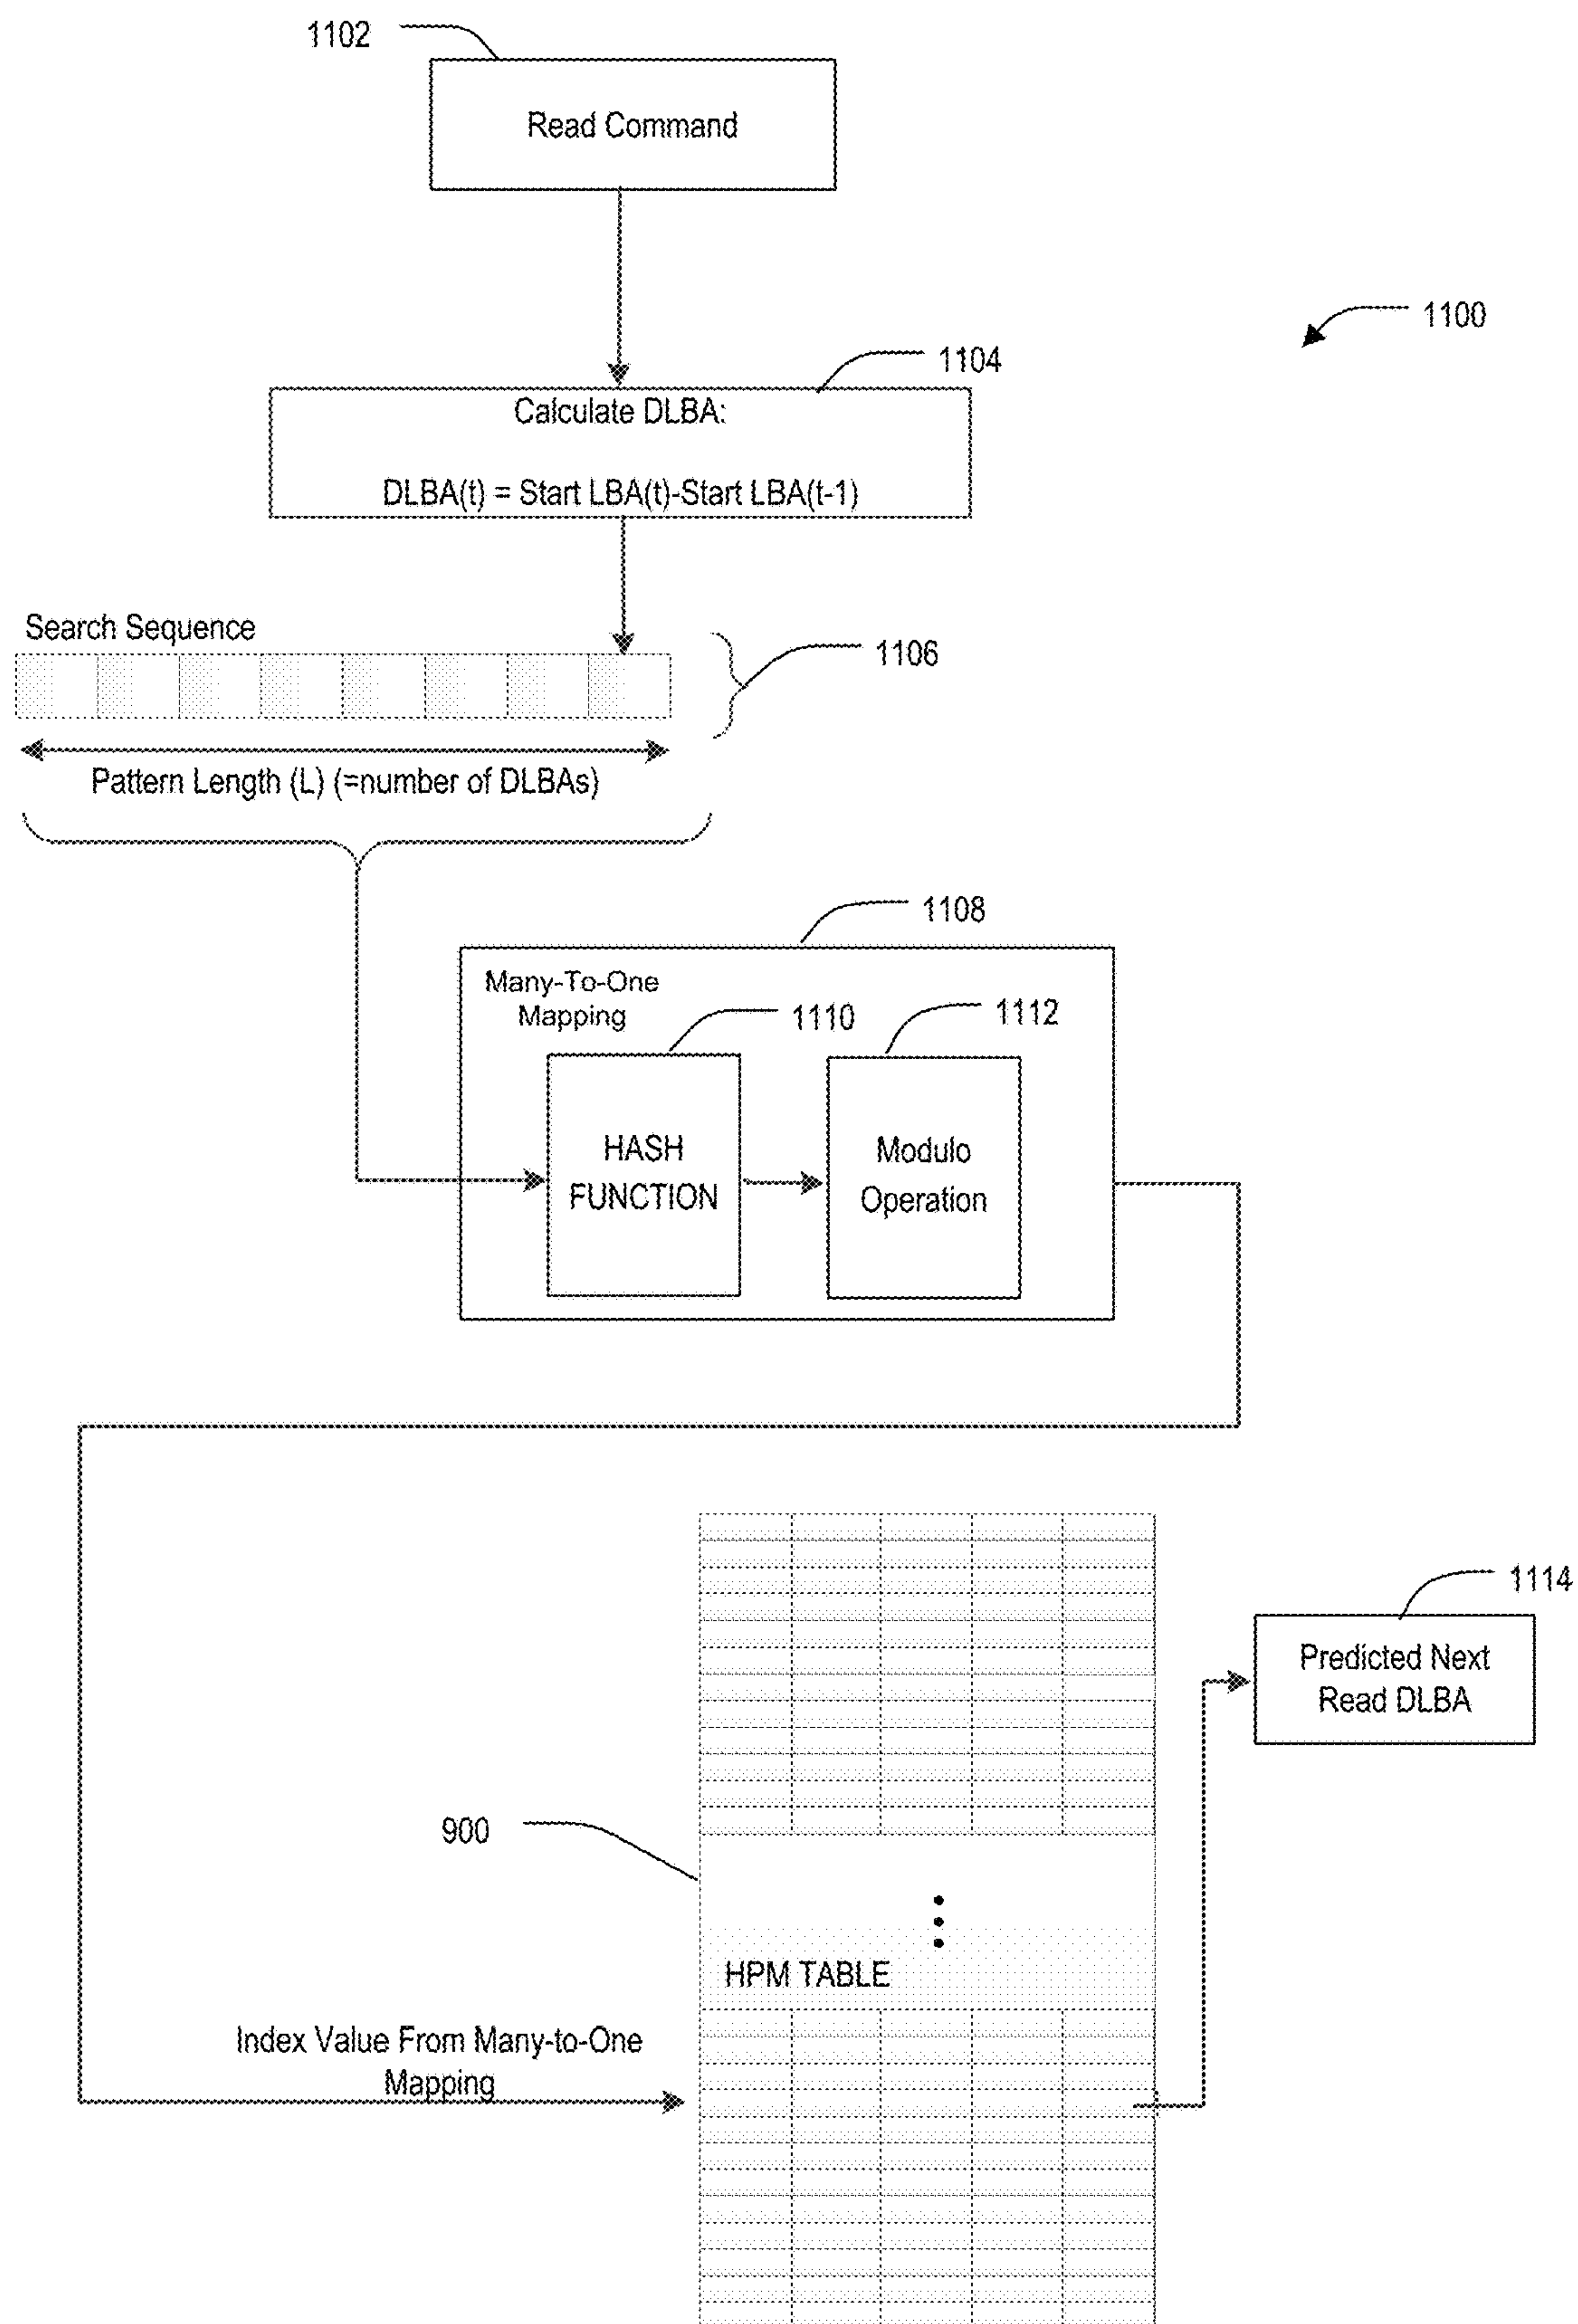 1102
Read Command
1100
1104
Calculate DLBA:
DLBA(t) = Start LBA(t)-Start LBA(t-1)
Search Sequence
1106
Pattern Length (L) (=number of DLBAs)
1108
Many-To-One
Mapping
1110
1112
HASH
FUNCTION
Modulo
Operation
1114
Predicted Next
Read DLBA
900
HPM TABLE
Index Value From Many-to-One
Mapping